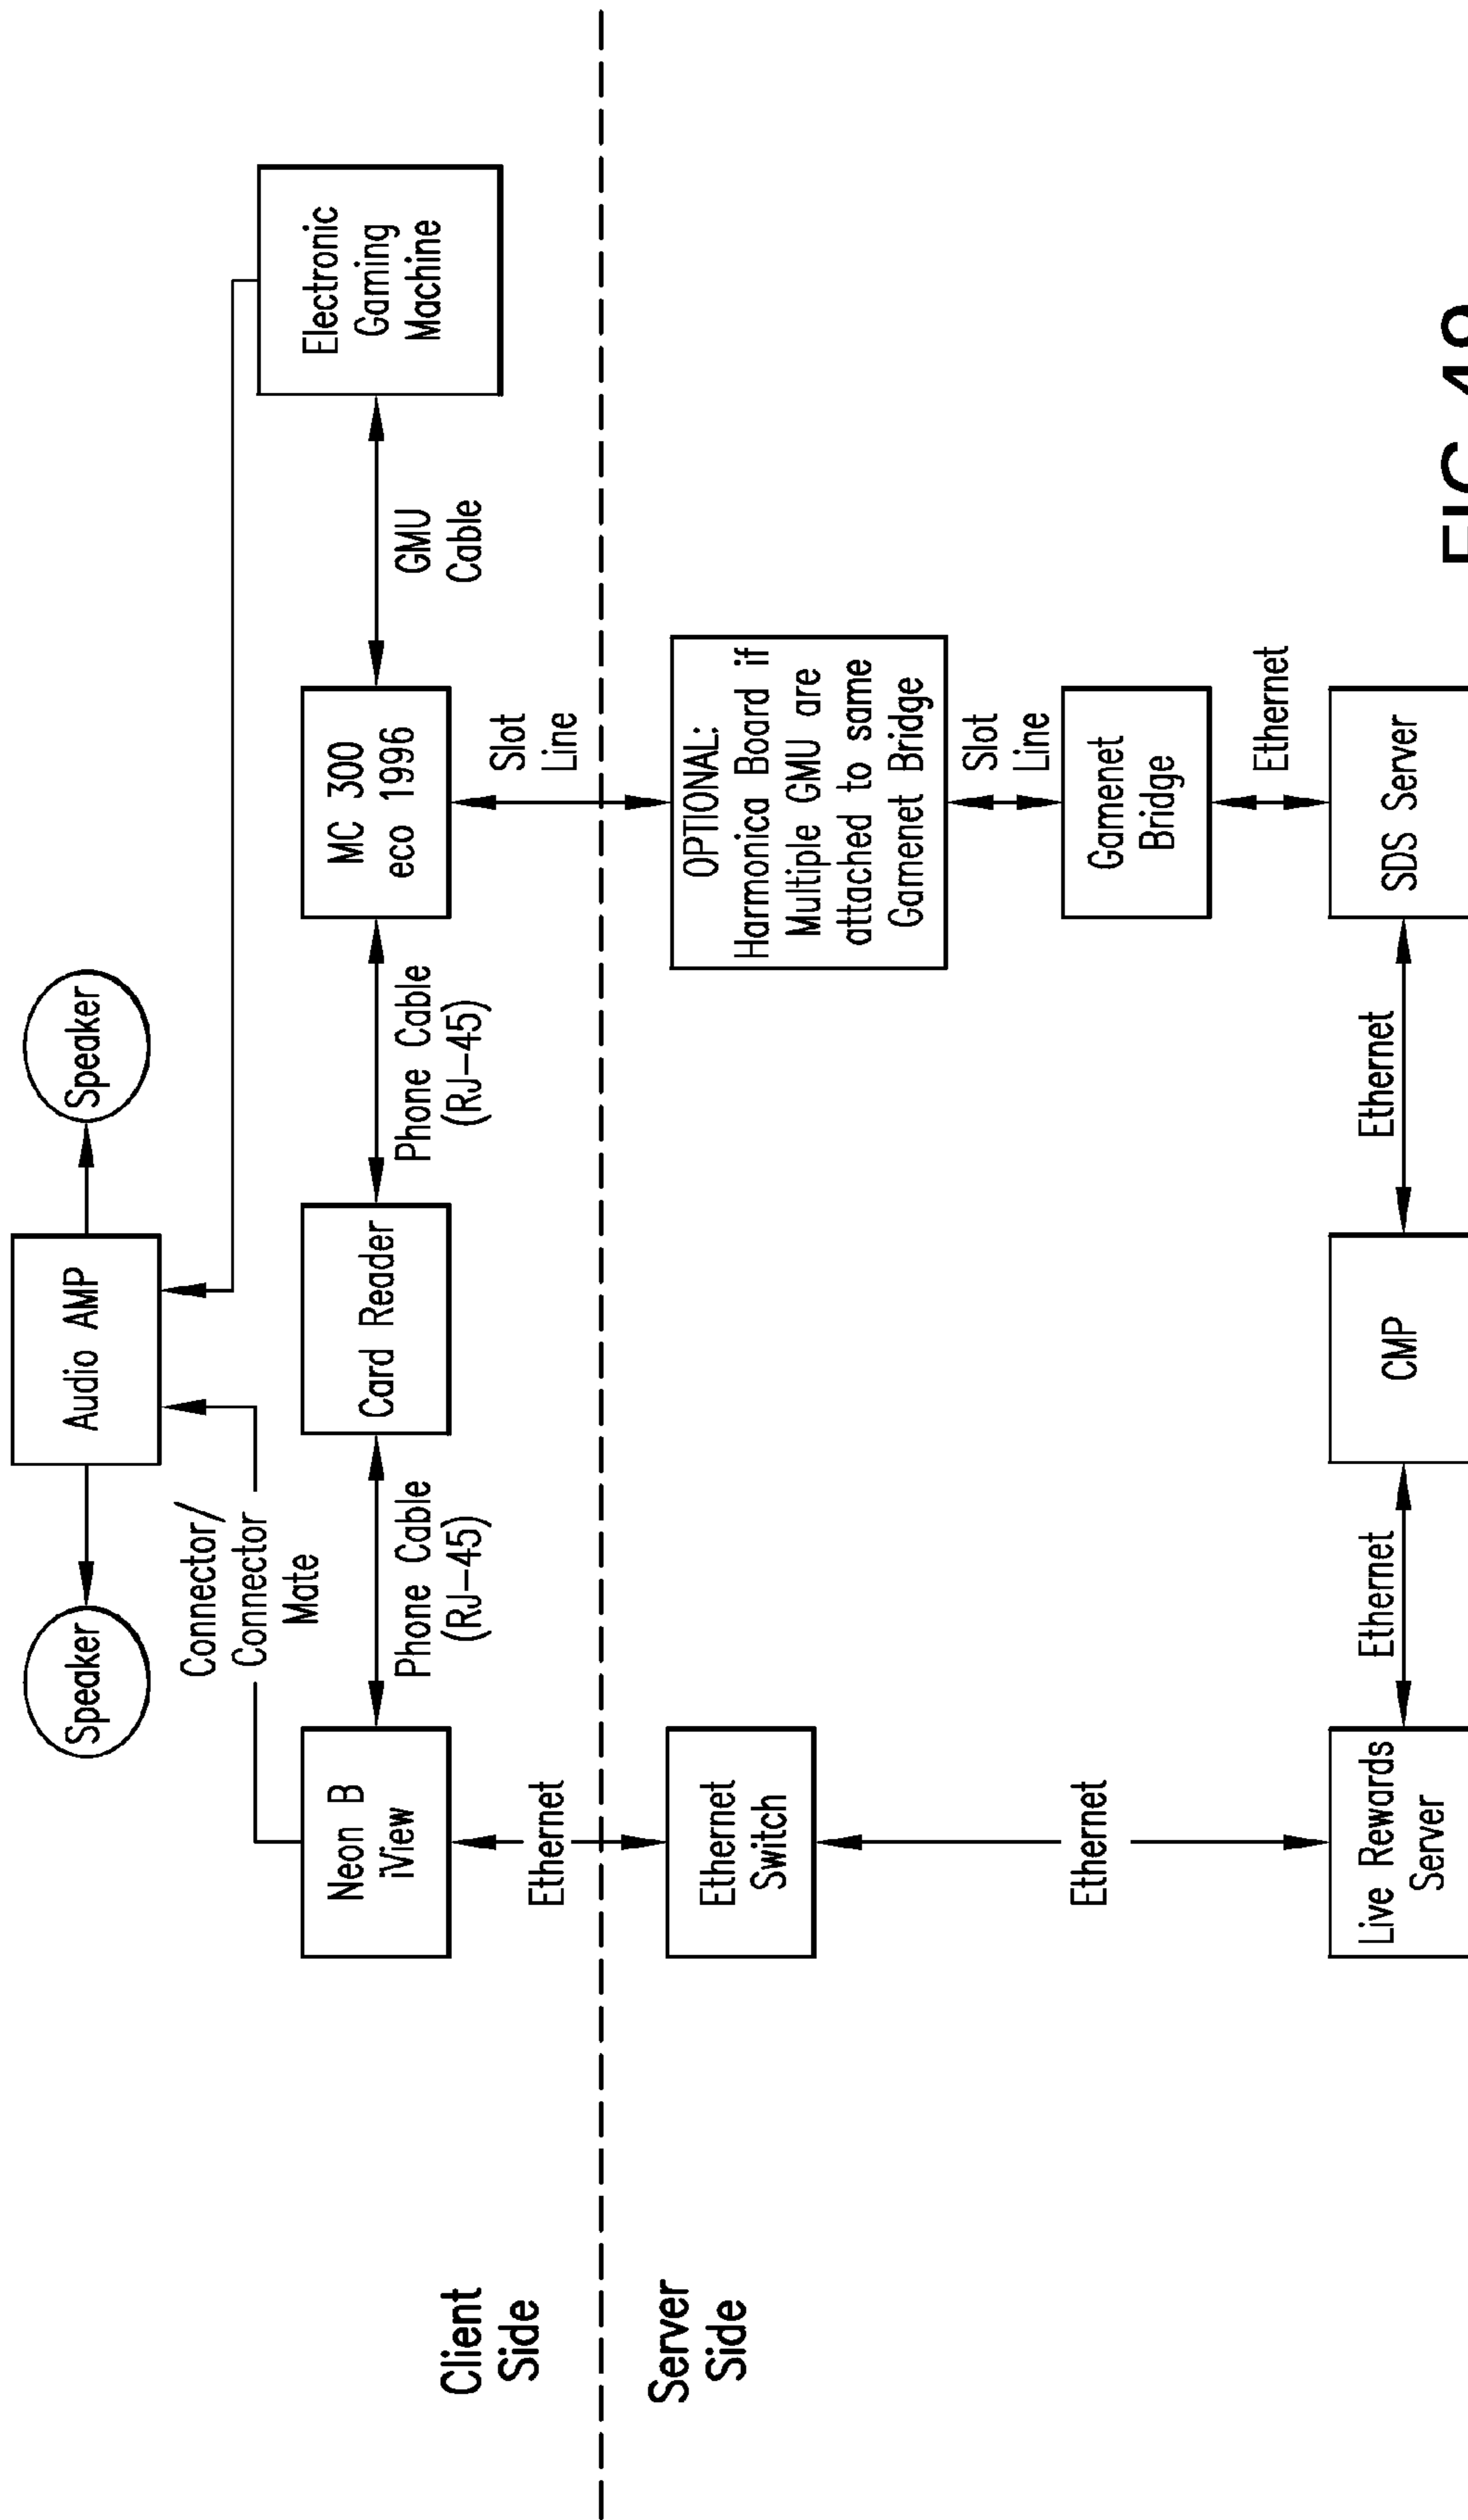 Speaker
Audio AMP
Speaker
Connector/
Connector
Mate
Neon B
iView
Phone Cable
(RJ-45)
Card Reader
Phone Cable
(RJ-45)
MC 300
eco 1996
GMU
Cable
Electronic
Gaming
Machine
Client
Side
Ethernet
Slot
Line
Server
Side
Ethernet
Switch
OPTIONAL:
Harmonica Board if
Multiple GMU are
attached to same
Gamenet Bridge
Slot
Line
Ethernet
Gamenet
Bridge
Ethernet
Live Rewards
Server
Ethernet
CMP
Ethernet
SDS Server